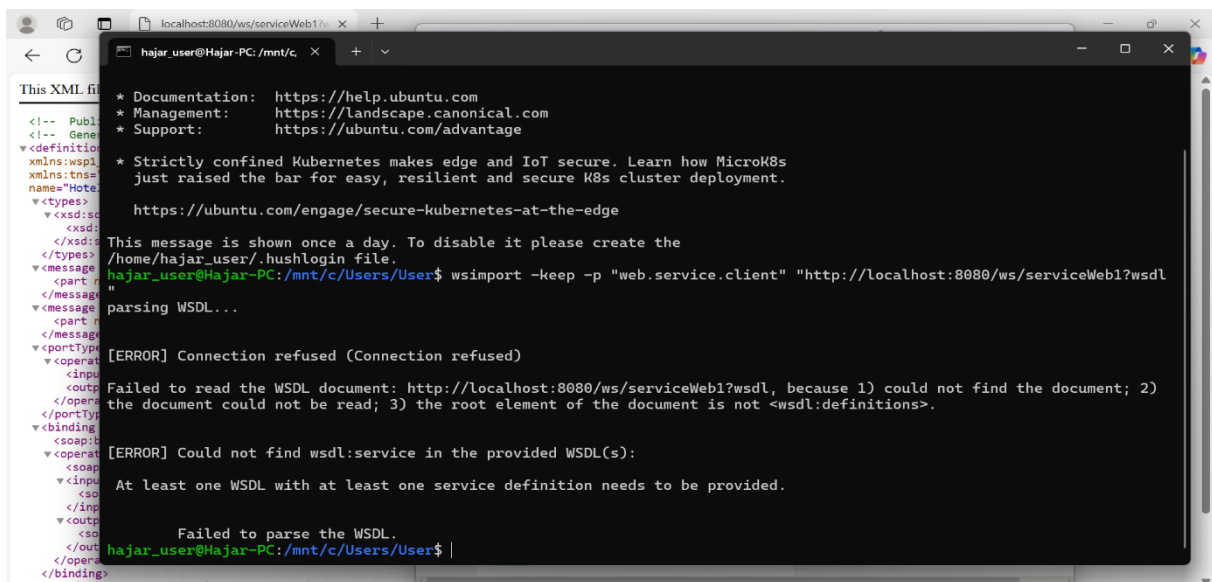 localhost:8080/ws/serviceWeb1?w
hajar_user@Hajar-PC: /mnt/c,
This XML fil
<!-- Publ
<!-- Gene
<definition
xmlns:wsp1_
xmlns:tns="
name="Hotel
<types>
<xsd:sc
<xsd:
</xsd:s
</types>
<message
<part n
</message
<message
<part n
</message
<portType
<operat
<inpu
<outp
</opera
</portTyp
<binding
<soap:b
<operat
<soap
<inpu
<so
</inp
<outp
<so
</out
</opera
</binding>
* Documentation:  https://help.ubuntu.com
* Management:     https://landscape.canonical.com
* Support:        https://ubuntu.com/advantage
* Strictly confined Kubernetes makes edge and IoT secure. Learn how MicroK8s
just raised the bar for easy, resilient and secure K8s cluster deployment.
https://ubuntu.com/engage/secure-kubernetes-at-the-edge
This message is shown once a day. To disable it please create the
/home/hajar_user/.hushlogin file.
hajar_user@Hajar-PC:/mnt/c/Users/User$ wsimport -keep -p "web.service.client" "http://localhost:8080/ws/serviceWeb1?wsdl
"
parsing WSDL...
[ERROR] Connection refused (Connection refused)
Failed to read the WSDL document: http://localhost:8080/ws/serviceWeb1?wsdl, because 1) could not find the document; 2)
the document could not be read; 3) the root element of the document is not <wsdl:definitions>.
[ERROR] Could not find wsdl:service in the provided WSDL(s):
At least one WSDL with at least one service definition needs to be provided.
Failed to parse the WSDL.
hajar_user@Hajar-PC:/mnt/c/Users/User$